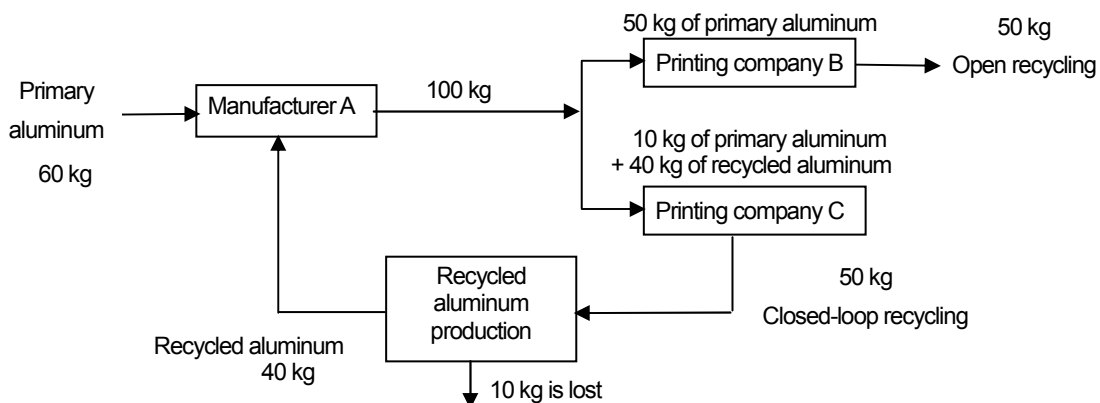 50 kg of primary aluminum
50 kg
Printing company B
Open recycling
Primary
aluminum
60 kg
Manufacturer A
100 kg
10 kg of primary aluminum
+ 40 kg of recycled aluminum
Printing company C
Recycled
aluminum
production
50 kg
Closed-loop recycling
Recycled aluminum
40 kg
10 kg is lost